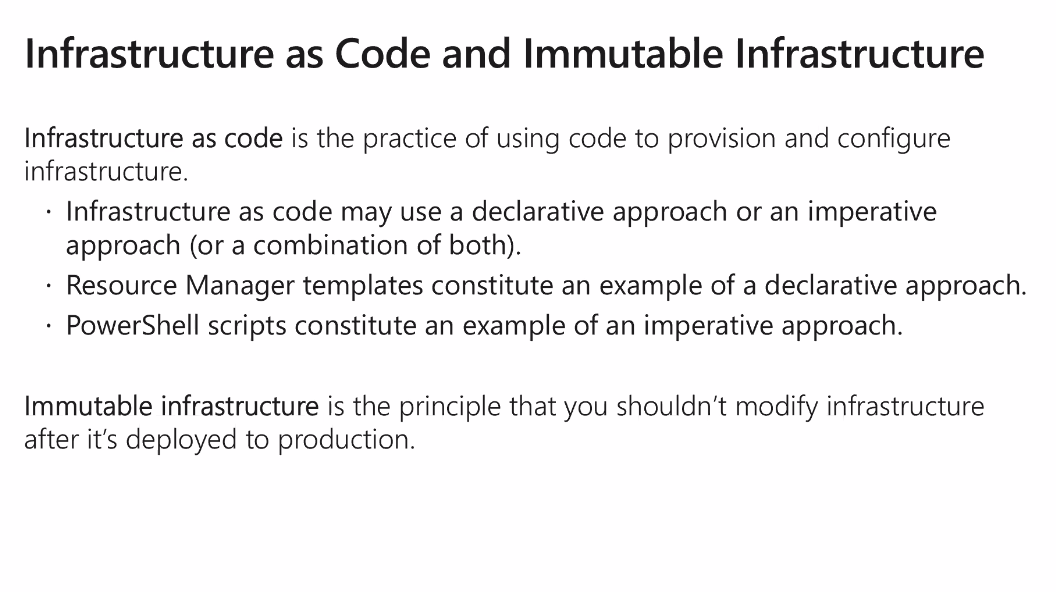 Infrastructure as Code and Immutable Infrastructure
Infrastructure as code is the practice of using code to provision and configure
infrastructure.
· Infrastructure as code may use a declarative approach or an imperative
approach (or a combination of both).
· Resource Manager templates constitute an example of a declarative approach.
· PowerShell scripts constitute an example of an imperative approach.
Immutable infrastructure is the principle that you shouldn’t modify infrastructure
after it’s deployed to production.